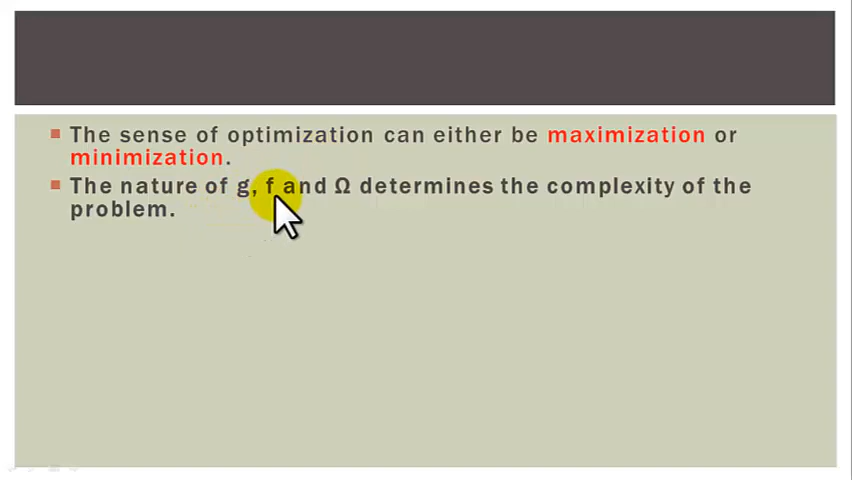 The sense of optimization can either be maximization or
minimization.
The nature of g, f and Ω determines the complexity of the
problem.